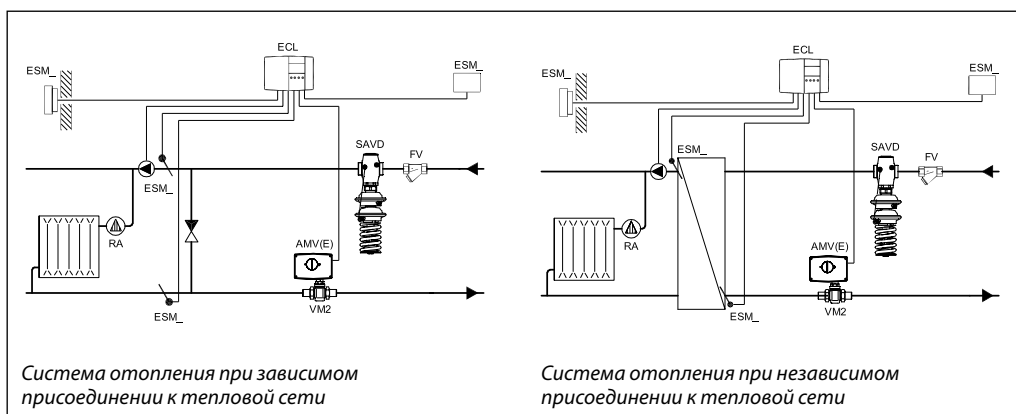 ECL
ESM_
ESM_
SAVD
FV
ESM_
RA
AMV(E)
VM2
ESM_
Система отопления при зависимом
присоединении к тепловой сети
ECL
ESM_
ESM_
ESM_
SAVD
FV
RA
AMV(E)
VM2
ESM_
Система отопления при независимом
присоединении к тепловой сети